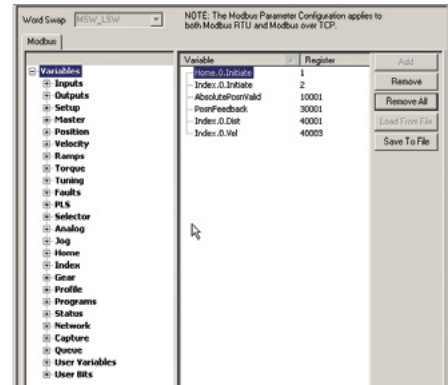 Word Swap MSW_LSW
NOTE: The Modbus Parameter Configuration applies to
both Modbus RTU and Modbus over TCP.
Modbus
Variables
Inputs
Outputs
Setup
Master
Position
Velocity
Ramps
Torque
Tuning
Faults
PLS
Selector
Analog
Jog
Home
Index
Gear
Profile
Programs
Status
Network
Capture
Queue
User Variables
User Bits
Variable Register
Home.0.Initiate 1
Index.0.Initiate 2
AbsolutePosnValid 10001
PosnFeedback 30001
Index.0.Dist 40001
Index.0.Vel 40003
Add
Remove
Remove All
Load From File
Save To File